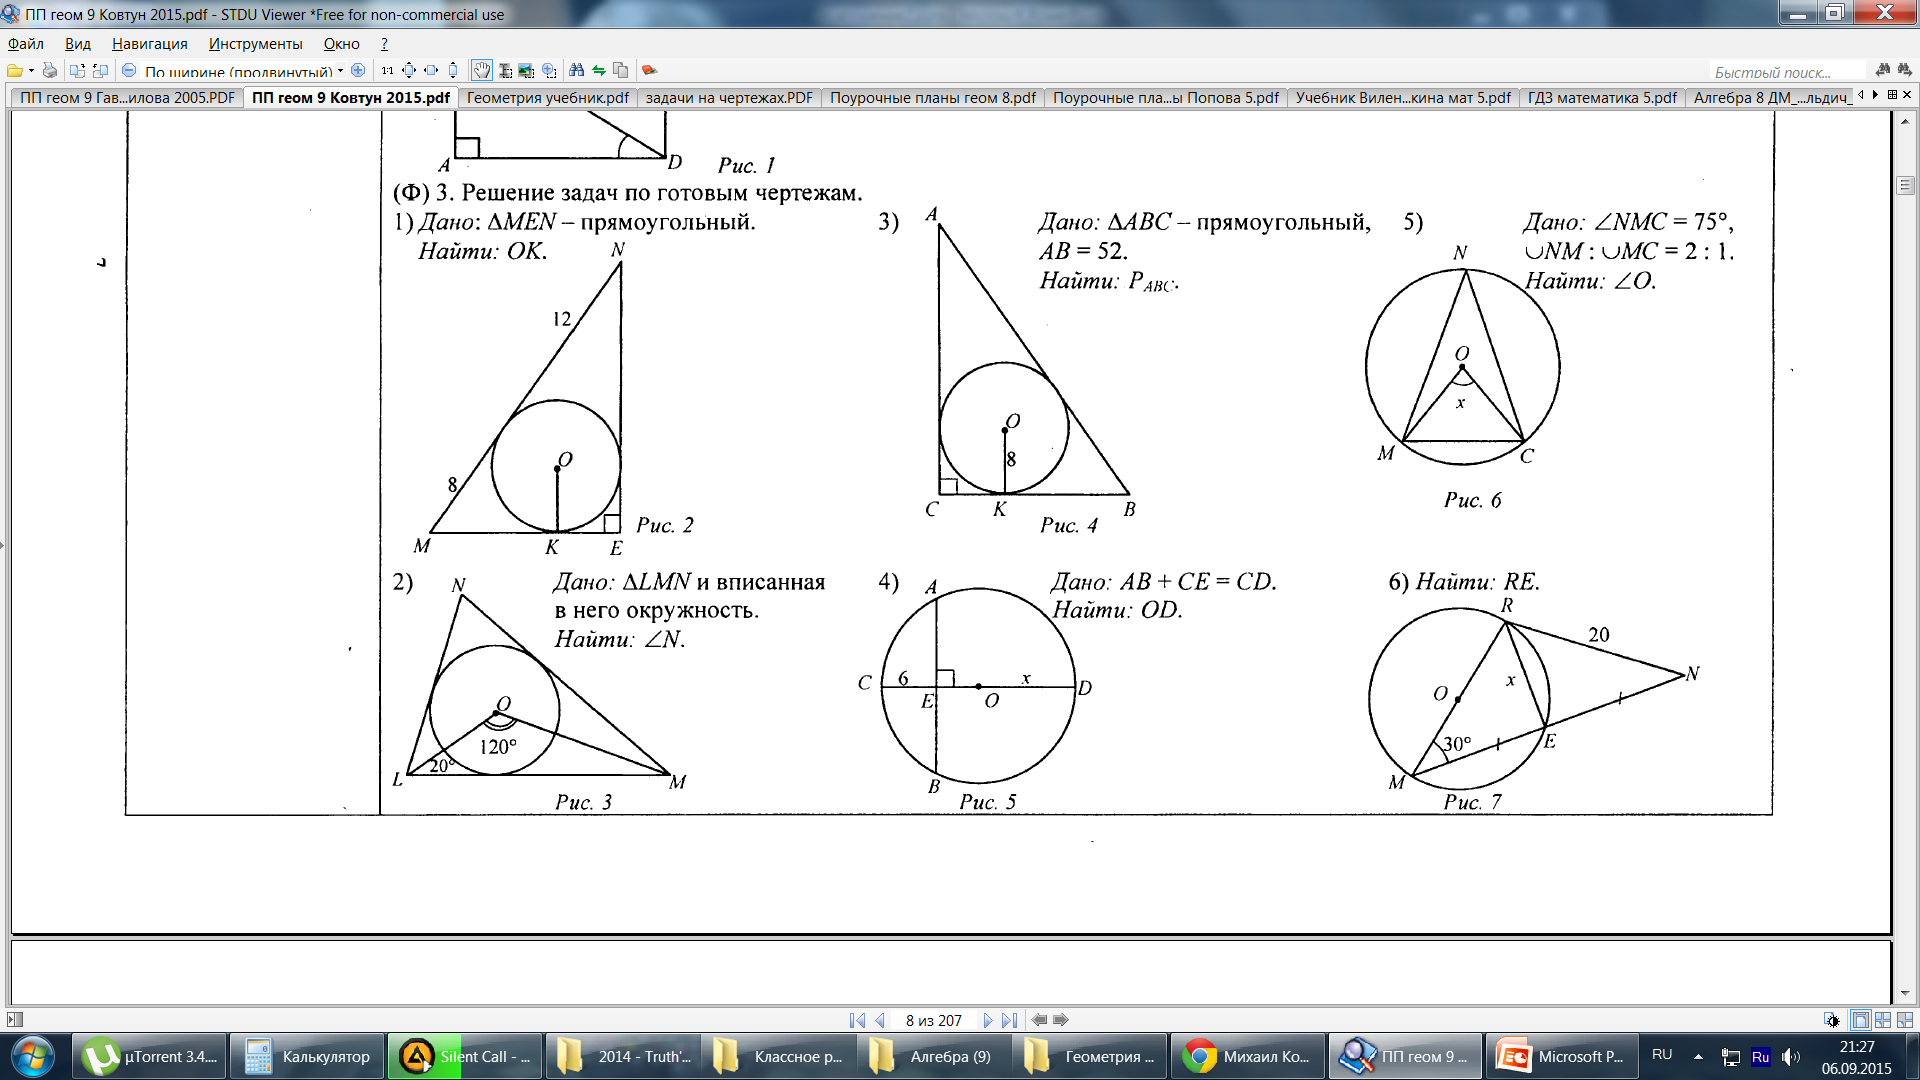 ПП геом 9 Ковтун 2015.pdf - STDU Viewer *Free for non-commercial use
Файл Вид Навигация Инструменты Окно ?
По ширине (продвинутый)
1:1
Быстрый поиск...
ПП геом 9 Гав...илова 2005.PDF
ПП геом 9 Ковтун 2015.pdf
Геометрия учебник.pdf
задачи на чертежах.PDF
Поурочные планы геом 8.pdf
Поурочные пла...ы Попова 5.pdf
Учебник Вилен...кина мат 5.pdf
ГДЗ математика 5.pdf
Алгебра 8 ДМ_...льдич_
A D Рис. 1
(Ф) 3. Решение задач по готовым чертежам.
1) Дано: ΔMEN – прямоугольный.
Найти: OK.
N
12
8
O
M K E
Рис. 2
3)
Дано: ΔABC – прямоугольный,
AB = 52.
Найти: P_ABC.
A
O
8
C K B
Рис. 4
5)
Дано: ∠NMC = 75°,
∪NM : ∪MC = 2 : 1.
Найти: ∠O.
N
O
x
M C
Рис. 6
2)
Дано: ΔLMN и вписанная
в него окружность.
Найти: ∠N.
N
O
120°
20°
L M
Рис. 3
4)
Дано: AB + CE = CD.
Найти: OD.
A
C 6 E O x D
B
Рис. 5
6) Найти: RE.
R
20
N
O x
30° E
M
Рис. 7
8 из 207
µTorrent 3.4....
Калькулятор
Silent Call - ...
2014 - Truth'...
Классное р...
Алгебра (9)
Геометрия ...
Михаил Ко...
ПП геом 9 ...
Microsoft P...
RU
Ru
21:27
06.09.2015